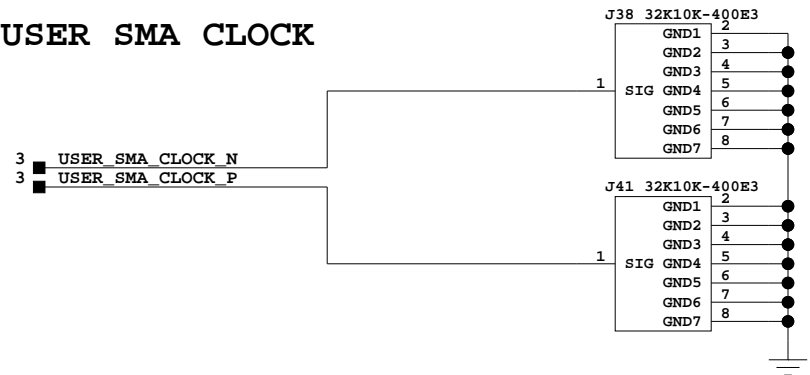 USER SMA CLOCK
J38 32K10K-400E3
GND1 2
GND2 3
GND3 4
1 SIG GND4 5
GND5 6
GND6 7
GND7 8
3 USER_SMA_CLOCK_N
3 USER_SMA_CLOCK_P
J41 32K10K-400E3
GND1 2
GND2 3
GND3 4
1 SIG GND4 5
GND5 6
GND6 7
GND7 8